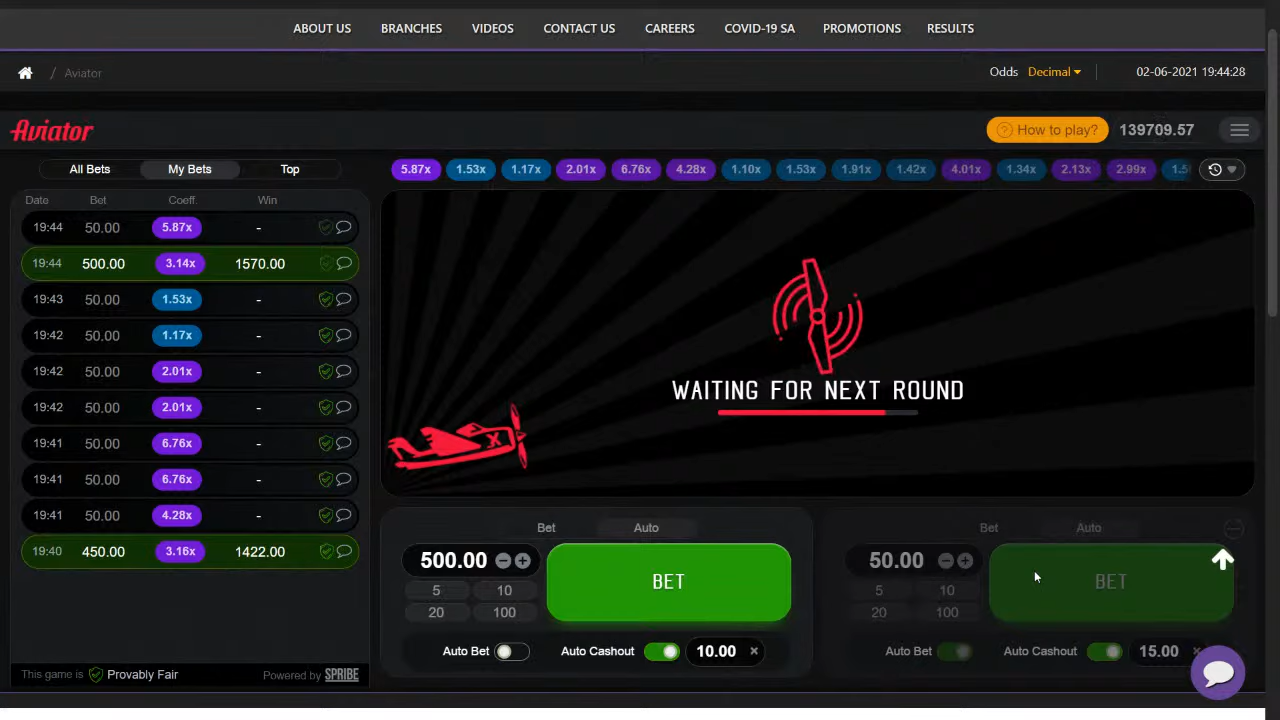 ABOUT US BRANCHES VIDEOS CONTACT US CAREERS COVID-19 SA PROMOTIONS RESULTS
/ Aviator Odds Decimal 02-06-2021 19:44:28
Aviator ? How to play? 139709.57
All Bets My Bets Top
5.87x 1.53x 1.17x 2.01x 6.76x 4.28x 1.10x 1.53x 1.91x 1.42x 4.01x 1.34x 2.13x 2.99x
Date Bet Coeff. Win
19:44 50.00 5.87x -
19:44 500.00 3.14x 1570.00
19:43 50.00 1.53x -
19:42 50.00 1.17x -
19:42 50.00 2.01x -
19:42 50.00 2.01x -
19:41 50.00 6.76x -
19:41 50.00 6.76x -
19:41 50.00 4.28x -
19:40 450.00 3.16x 1422.00
This game is Provably Fair Powered by SPRIBE
WAITING FOR NEXT ROUND
X
Bet Auto
500.00 - +
5 10
20 100
BET
Auto Bet Auto Cashout 10.00 ×
Bet Auto
50.00 - +
5 10
20 100
BET
Auto Bet Auto Cashout 15.00 ×